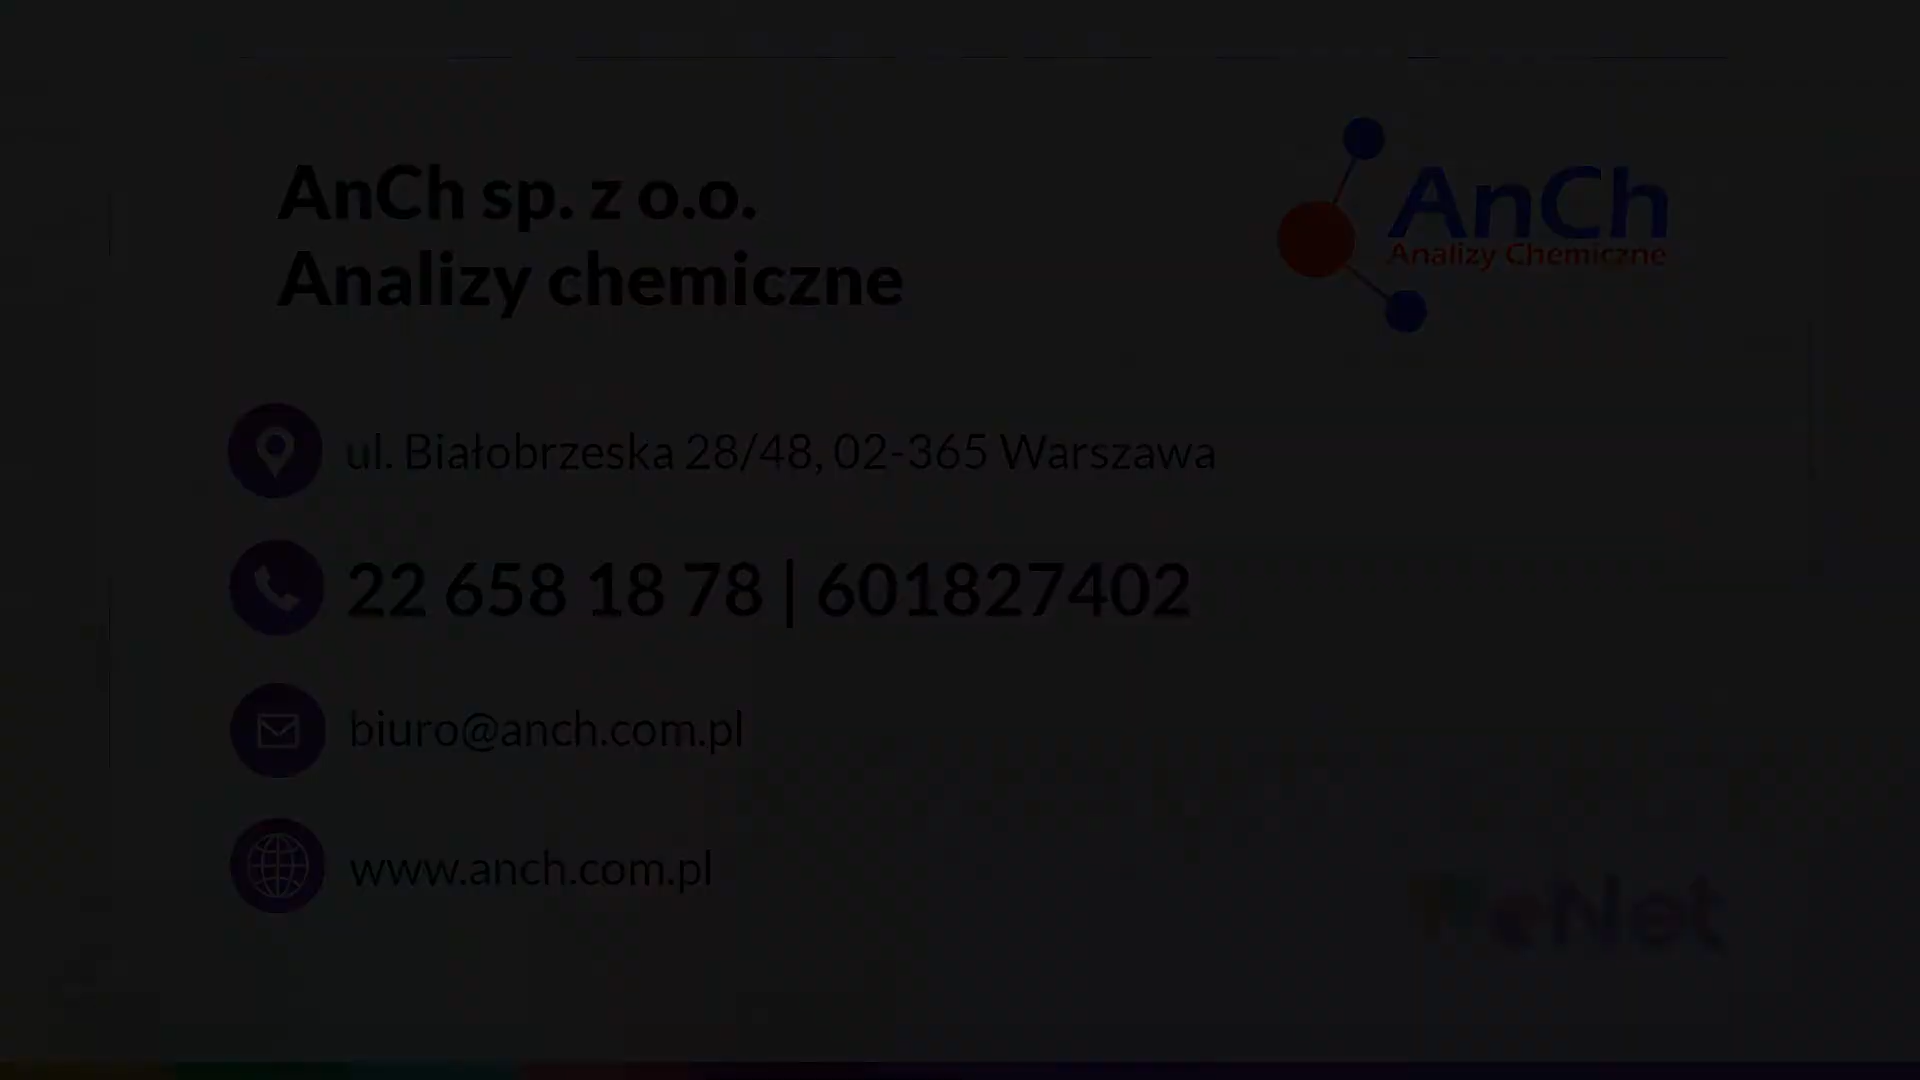 AnCh sp. z o.o.
Analizy chemiczne
AnCh
Analizy Chemiczne
ul. Białobrzeska 28/48, 02-365 Warszawa
22 658 18 78 | 601827402
biuro@anch.com.pl
www.anch.com.pl
eNet